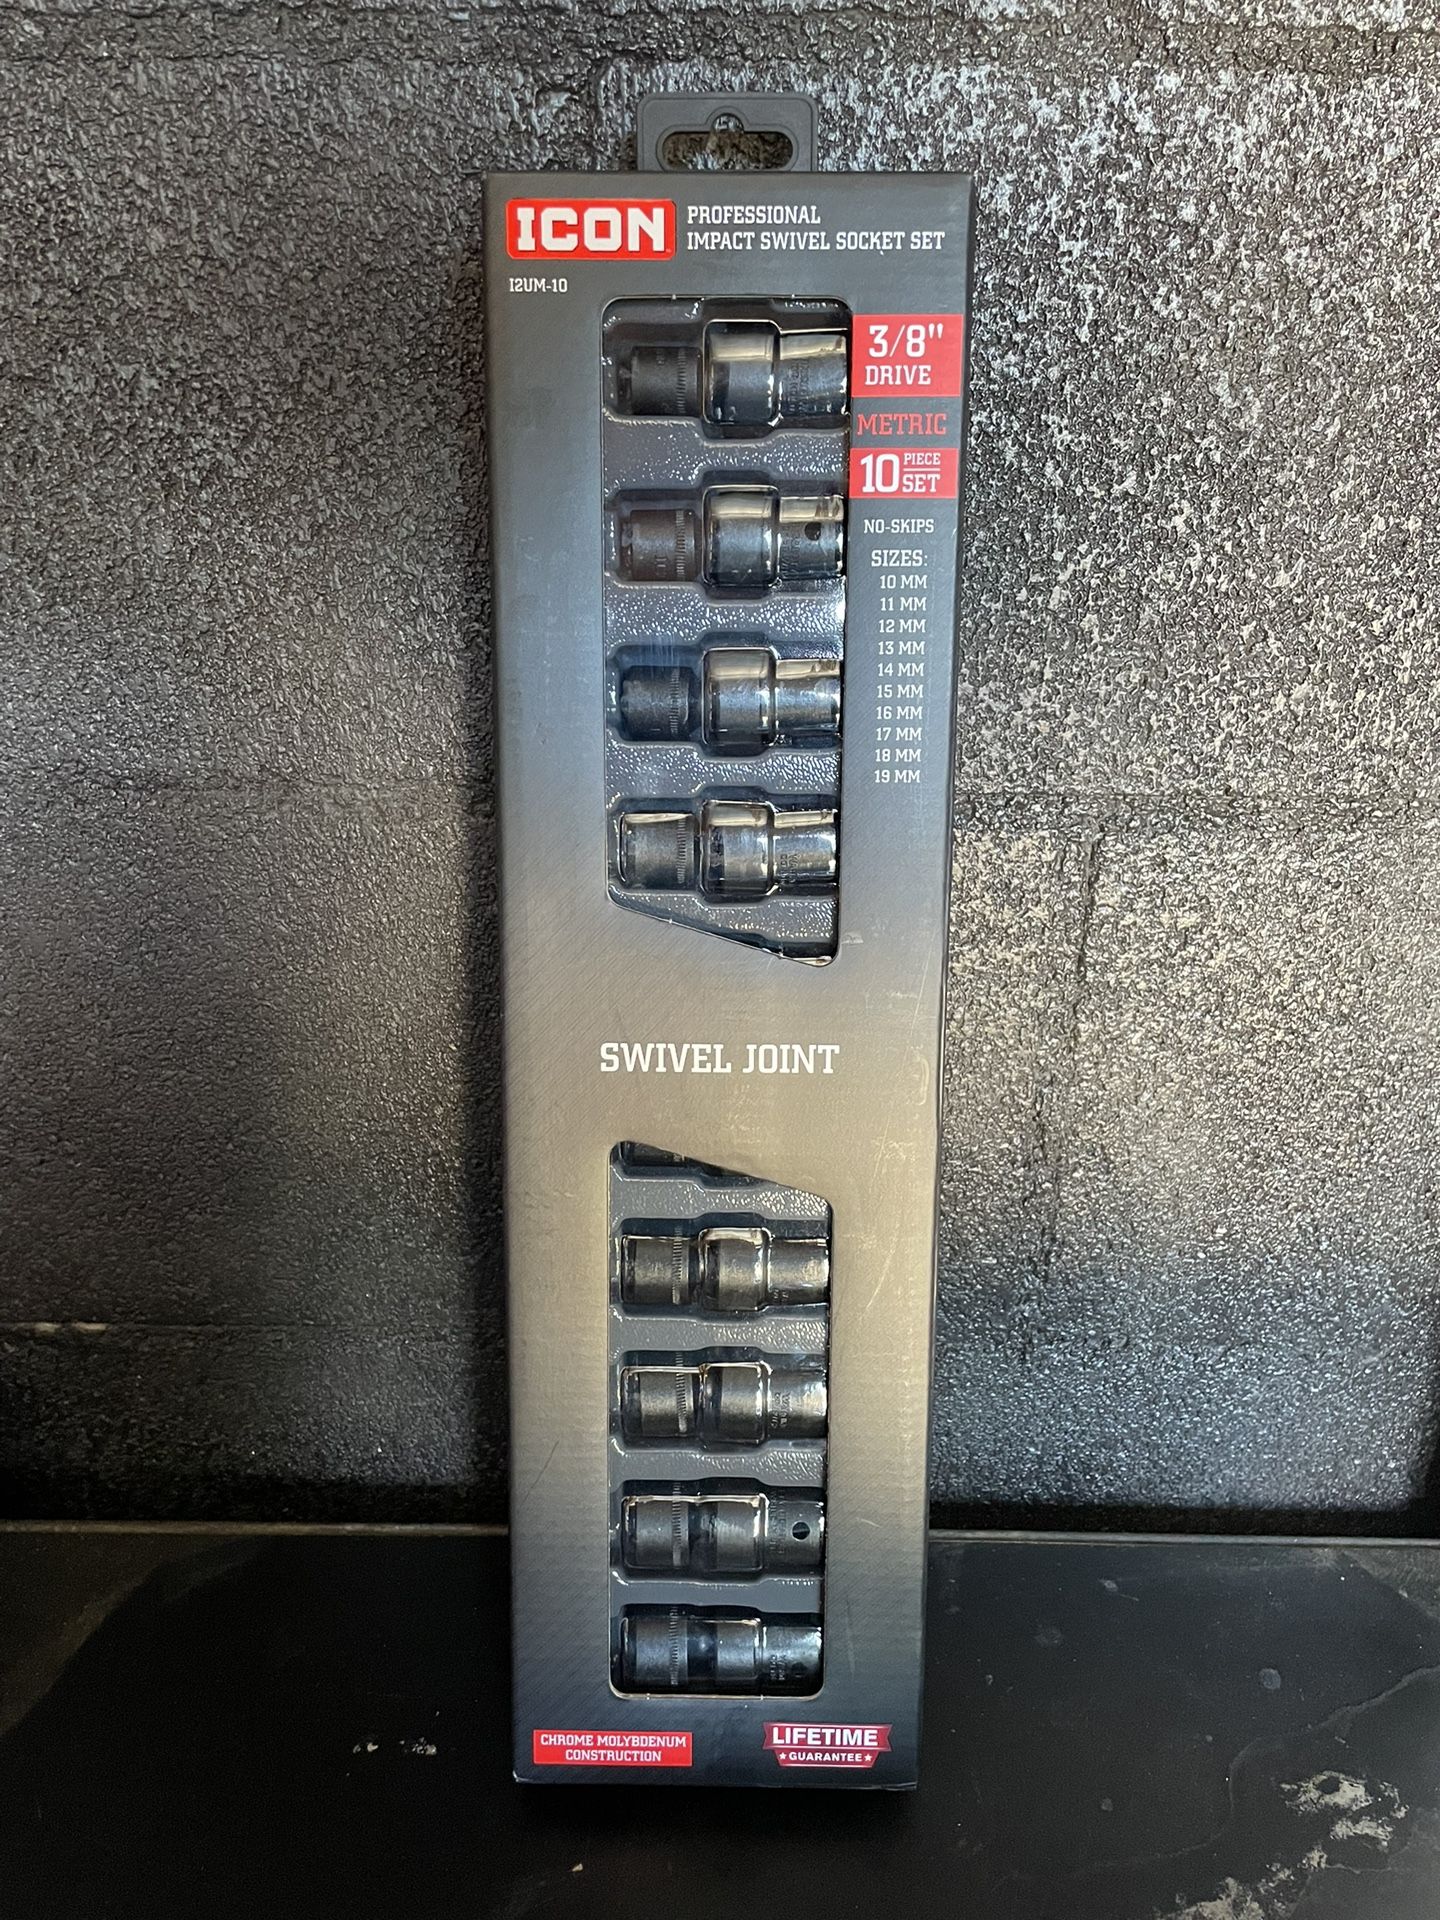 ICON
PROFESSIONAL
IMPACT SWIVEL SOCKET SET
I2UM-10
3/8"
DRIVE
METRIC
10 PIECE SET
NO-SKIPS
SIZES:
10 MM
11 MM
12 MM
13 MM
14 MM
15 MM
16 MM
17 MM
18 MM
19 MM
SWIVEL JOINT
CHROME MOLYBDENUM
CONSTRUCTION
LIFETIME
★GUARANTEE★